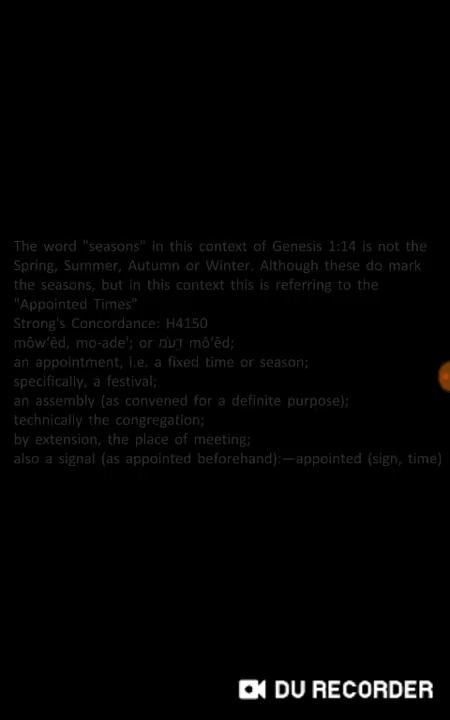 The word "seasons" in this context of Genesis 1:14 is not the
Spring, Summer, Autumn or Winter. Although these do mark
the seasons, but in this context this is referring to the
"Appointed Times"
Strong's Concordance: H4150
môwʻêd, mo-ade'; or מֹעֵד môʻêd;
an appointment, i.e. a fixed time or season;
specifically, a festival;
an assembly (as convened for a definite purpose);
technically the congregation;
by extension, the place of meeting;
also a signal (as appointed beforehand):—appointed (sign, time)
DU RECORDER